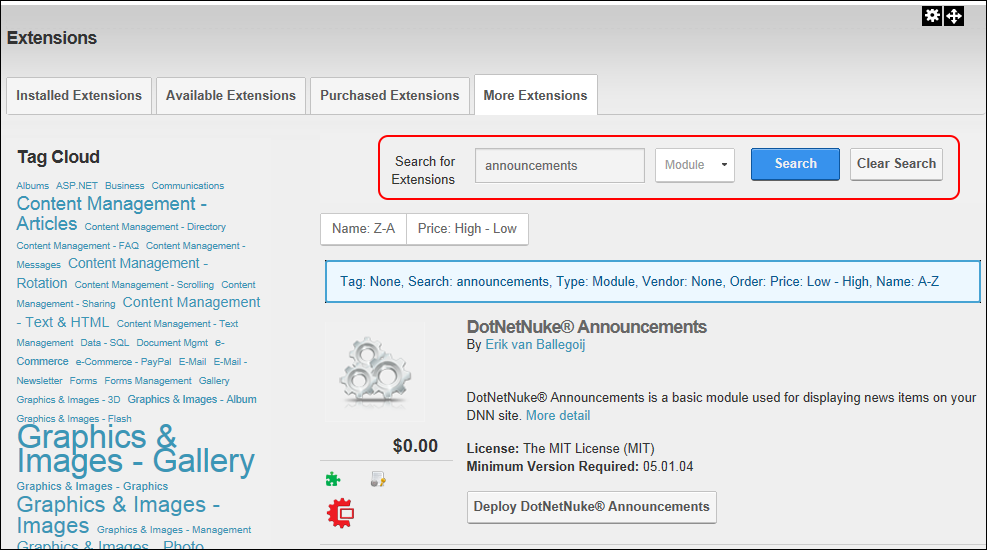 Extensions
Installed Extensions
Available Extensions
Purchased Extensions
More Extensions
Tag Cloud
Albums ASP.NET Business Communications
Content Management -
Articles Content Management - Directory
Content Management - FAQ Content Management -
Messages Content Management -
Rotation Content Management - Scrolling Content
Management - Sharing Content Management
- Text & HTML Content Management - Text
Management Data - SQL Document Mgmt e-
Commerce e-Commerce - PayPal E-Mail E-Mail -
Newsletter Forms Forms Management Gallery
Graphics & Images - 3D Graphics & Images - Album
Graphics & Images - Flash
Graphics &
Images - Gallery
Graphics & Images - Graphics
Graphics & Images -
Images Graphics & Images - Management
Graphics & Images - Photo
Search for
Extensions
announcements
Module
Search
Clear Search
Name: Z-A
Price: High - Low
Tag: None, Search: announcements, Type: Module, Vendor: None, Order: Price: Low - High, Name: A-Z
DotNetNuke® Announcements
By Erik van Ballegoij
DotNetNuke® Announcements is a basic module used for displaying news items on your
DNN site. More detail
$0.00
License: The MIT License (MIT)
Minimum Version Required: 05.01.04
Deploy DotNetNuke® Announcements